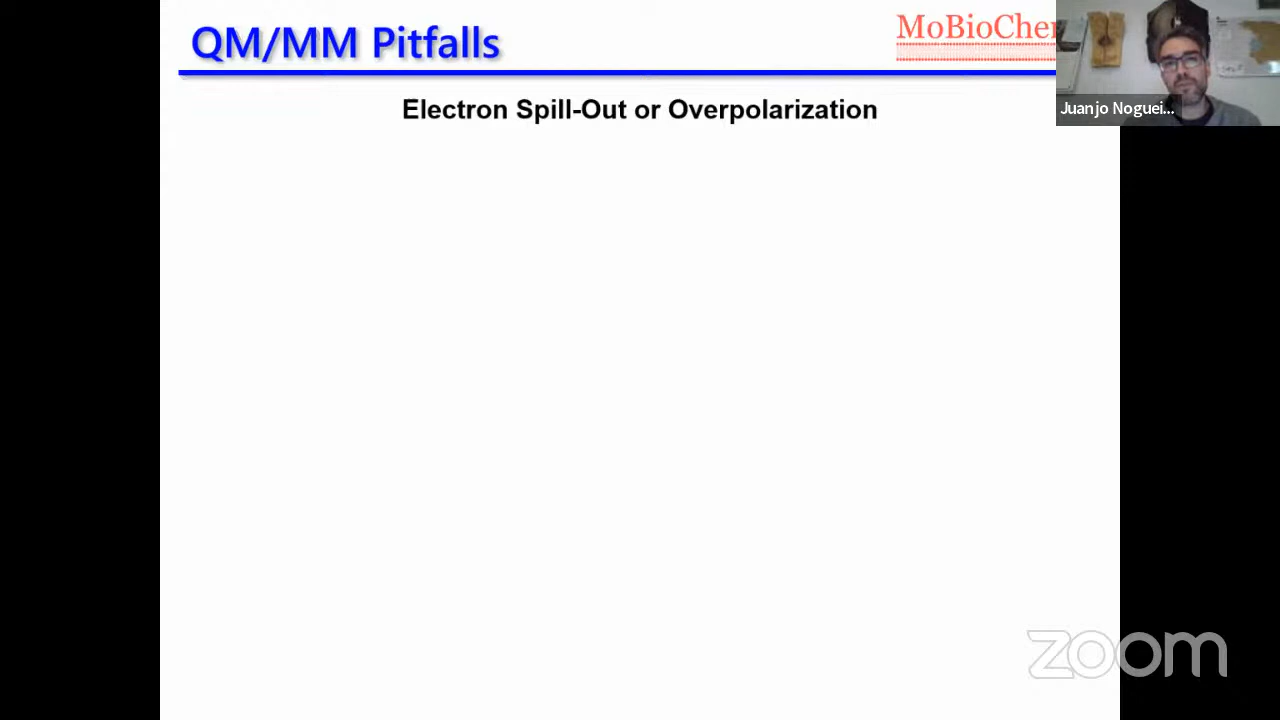 QM/MM Pitfalls
MoBioChe
Electron Spill-Out or Overpolarization
Juanjo Noguei...
zoom